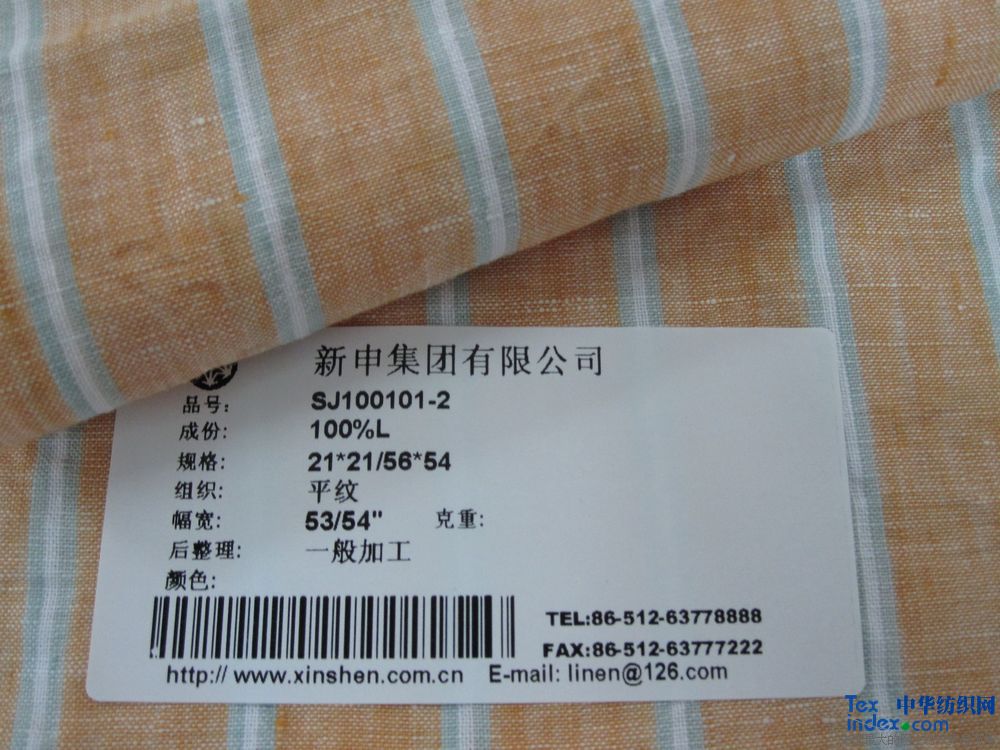 新申集团有限公司
品号: SJ100101-2
成份: 100%L
规格: 21*21/56*54
组织: 平纹
幅宽: 53/54" 克重:
后整理: 一般加工
颜色:
TEL:86-512-63778888
FAX:86-512-63777222
http:// www.xinshen.com.cn E-mail: linen@126.com
Tex 中华纺织网
index.com